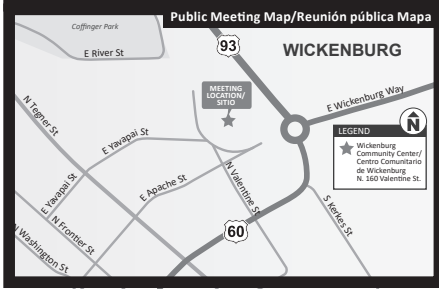 Public Meeting Map/Reunión pública Mapa
Coffinger Park
E River St
93
WICKENBURG
MEETING
LOCATION/
SITIO
E Wickenburg Way
N
LEGEND
Wickenburg
Community Center/
Centro Comunitario
de Wickenburg
N. 160 Valentine St.
N Tegner St
E Yavapai St
E Yavapai St
E Apache St
N Valentine St
N Frontier St
N Washington St
S Kerkes St
60